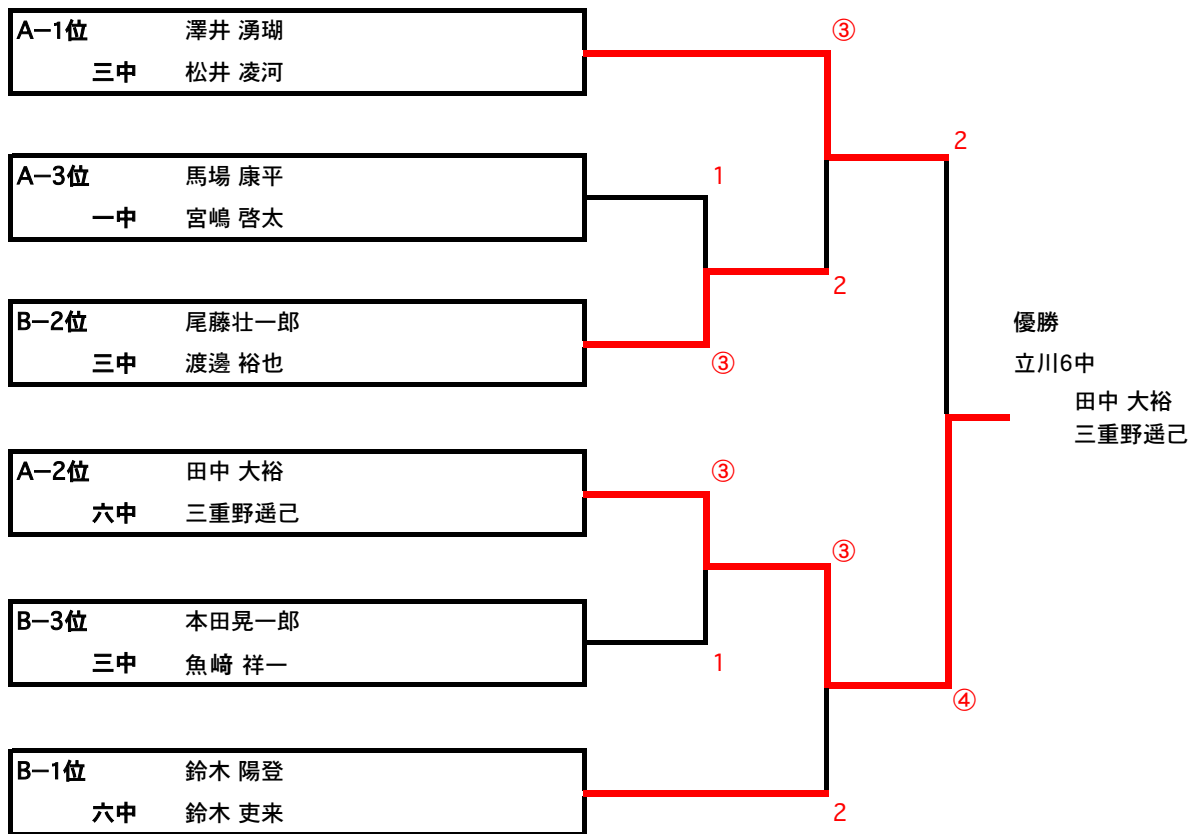 A－1位 澤井 湧瑚
三中 松井 凌河
③
2
A－3位 馬場 康平
一中 宮嶋 啓太
1
2
B－2位 尾藤壮一郎
三中 渡邊 裕也
③
優勝
立川6中
田中 大裕
三重野遥己
A－2位 田中 大裕
六中 三重野遥己
③
③
B－3位 本田晃一郎
三中 魚﨑 祥一
1
④
B－1位 鈴木 陽登
六中 鈴木 吏来
2